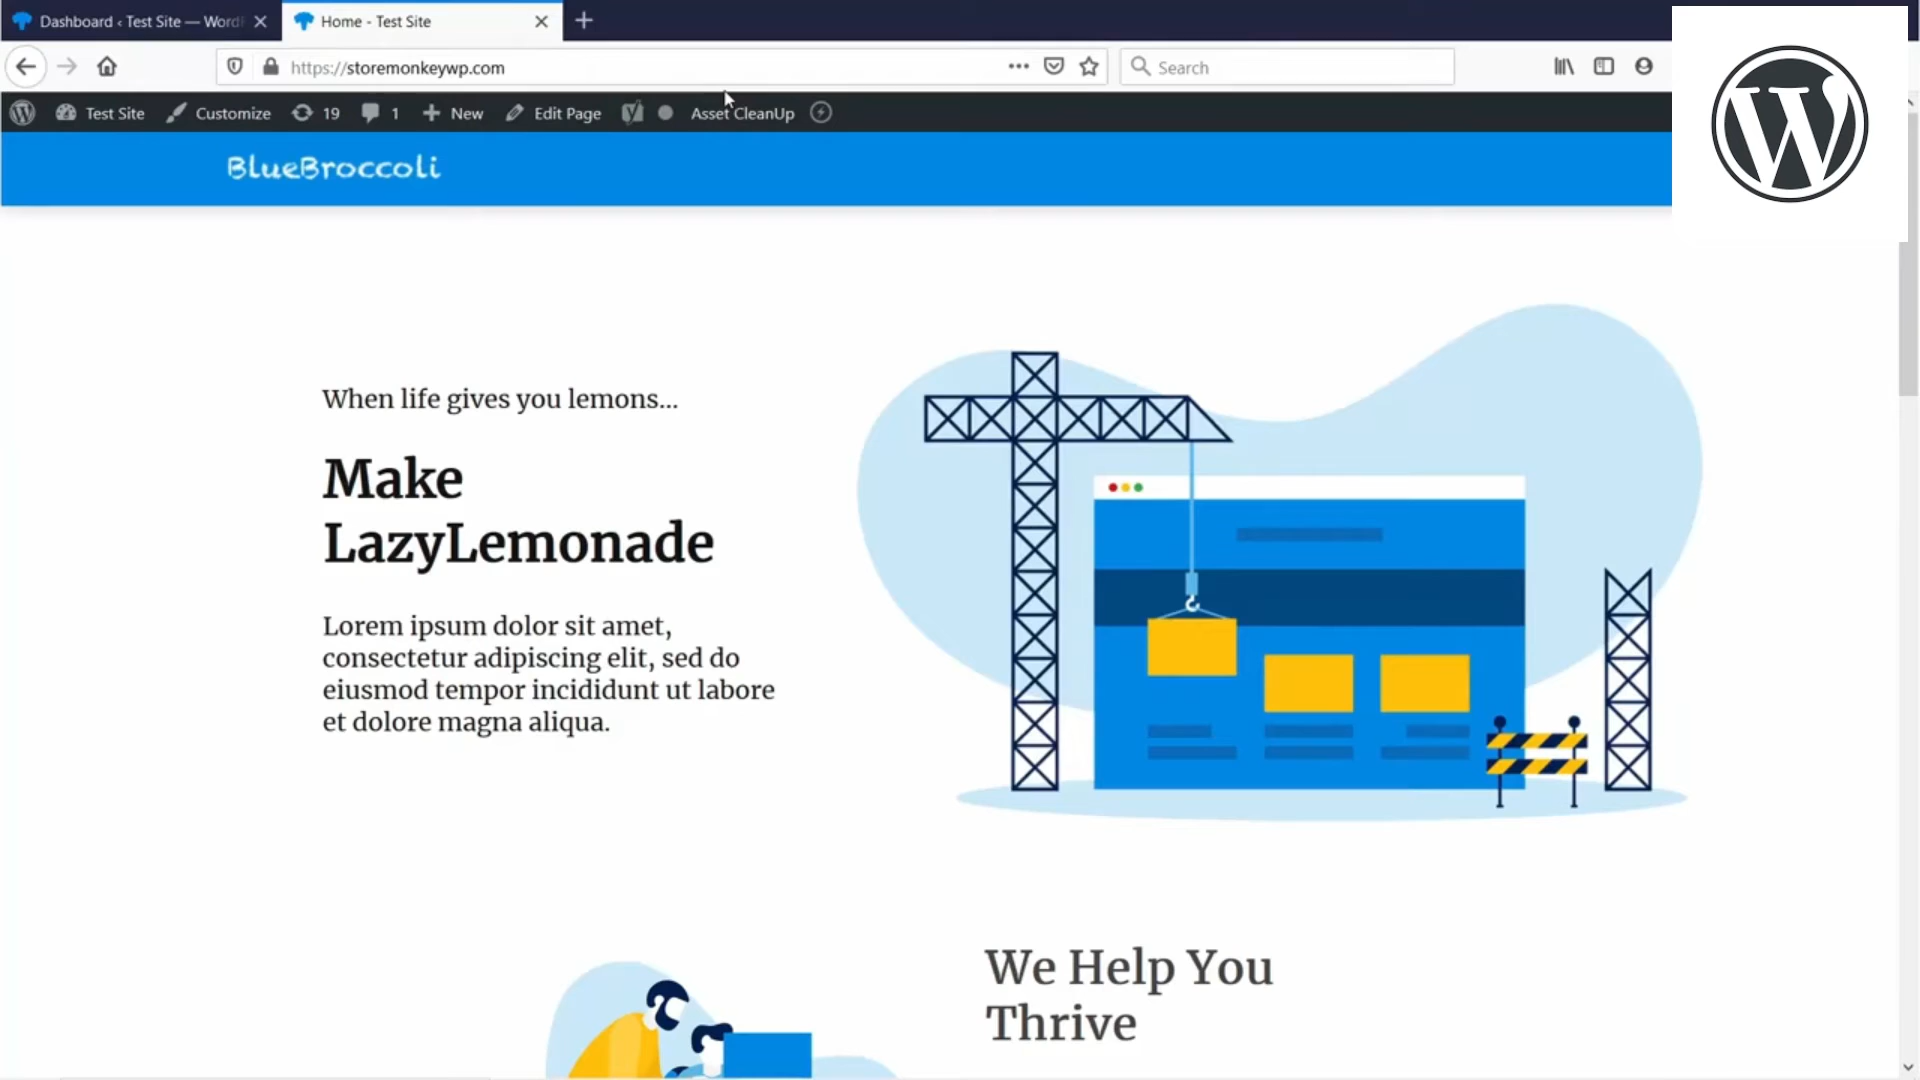 Dashboard ‹ Test Site — Word
Home - Test Site
https://storemonkeywp.com
Search
Test Site
Customize
19
1
New
Edit Page
Asset CleanUp
BlueBroccoli
When life gives you lemons...
Make
LazyLemonade
Lorem ipsum dolor sit amet,
consectetur adipiscing elit, sed do
eiusmod tempor incididunt ut labore
et dolore magna aliqua.
We Help You
Thrive